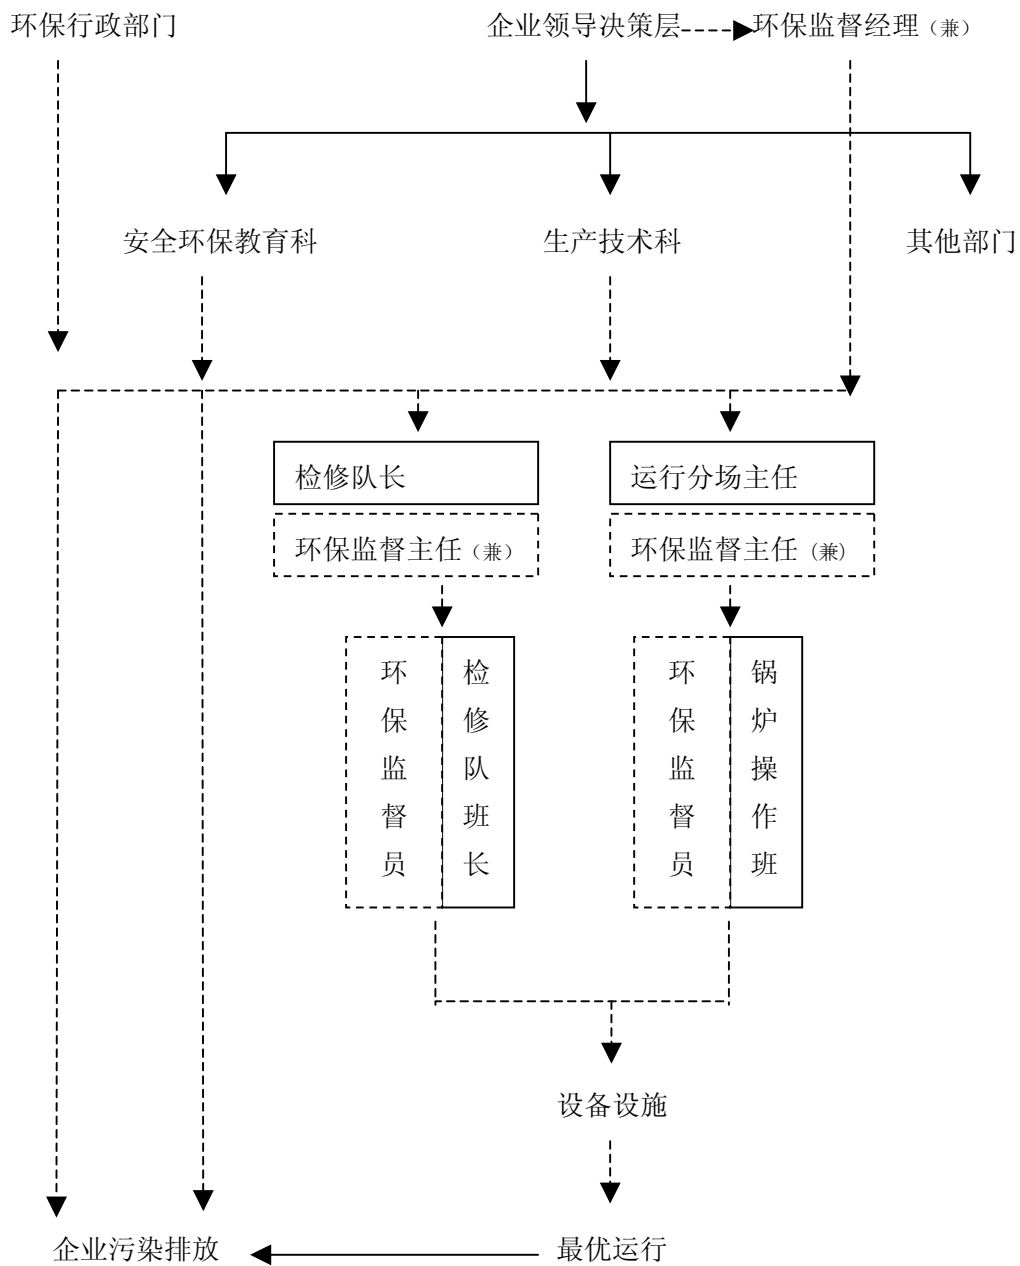 环保行政部门
企业领导决策层
环保监督经理（兼）
安全环保教育科
生产技术科
其他部门
检修队长
运行分场主任
环保监督主任（兼）
环保监督主任（兼）
环保监督员
检修队班长
环保监督员
锅炉操作班
设备设施
企业污染排放
最优运行